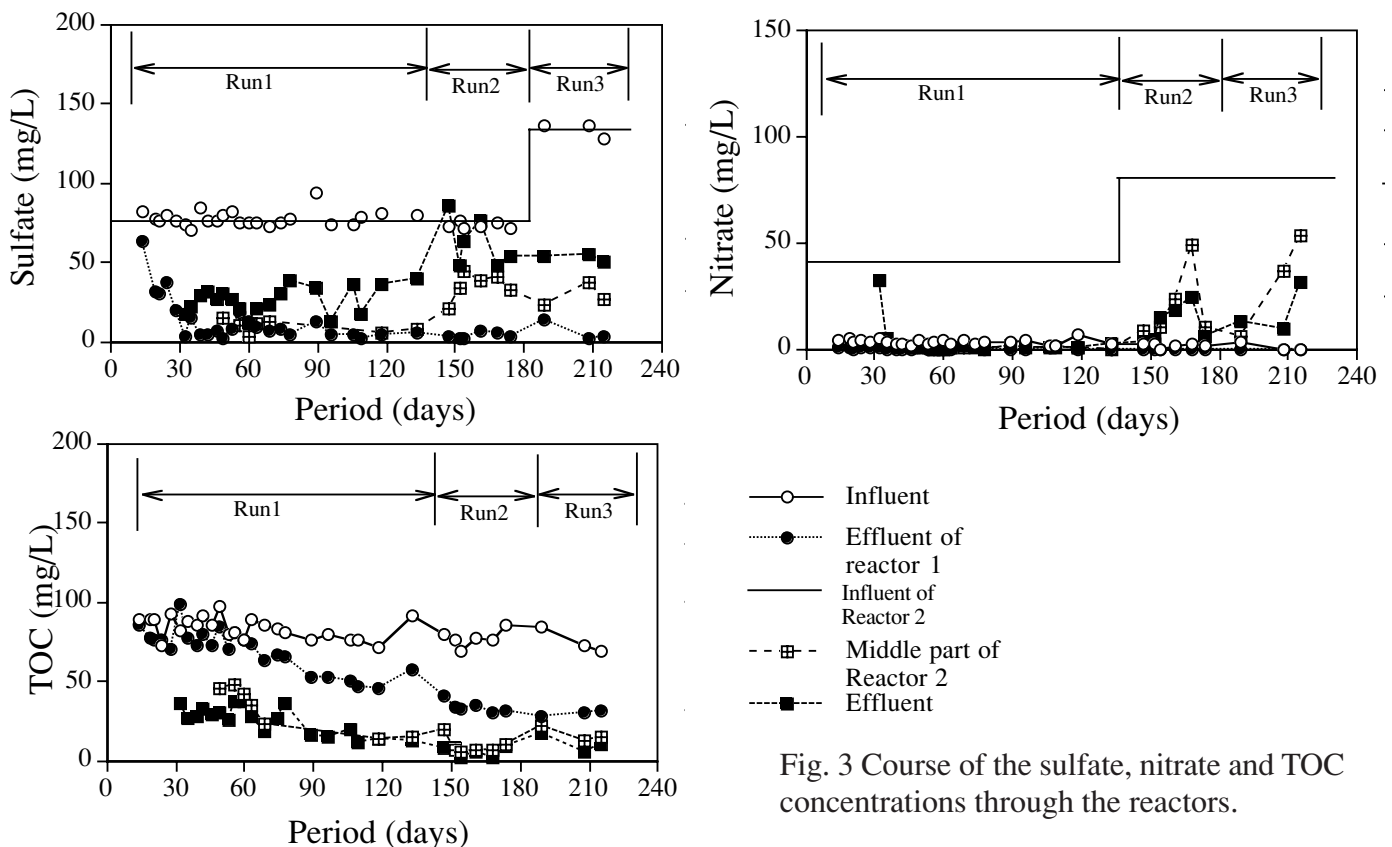 200
150
100
50
0
Sulfate (mg/L)
Run1
Run2
Run3
0 30 60 90 120 150 180 210 240
Period (days)
150
100
50
0
Nitrate (mg/L)
Run1
Run2
Run3
0 30 60 90 120 150 180 210 240
Period (days)
200
150
100
50
0
TOC (mg/L)
Run1
Run2
Run3
0 30 60 90 120 150 180 210 240
Period (days)
Influent
Effluent of
reactor 1
Influent of
Reactor 2
Middle part of
Reactor 2
Effluent
Fig. 3 Course of the sulfate, nitrate and TOC
concentrations through the reactors.